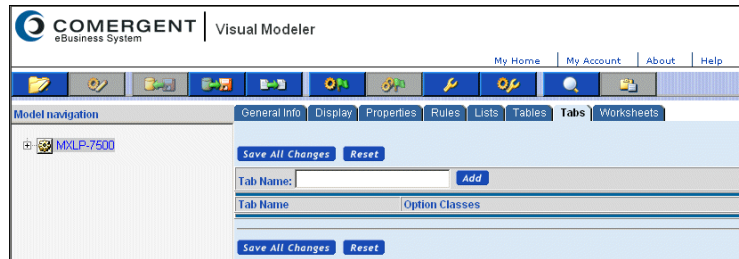 COMERGENT
eBusiness System
Visual Modeler
My Home My Account About Help
Model navigation
General Info Display Properties Rules Lists Tables Tabs Worksheets
MXLP-7500
Save All Changes Reset
Tab Name: Add
Tab Name Option Classes
Save All Changes Reset